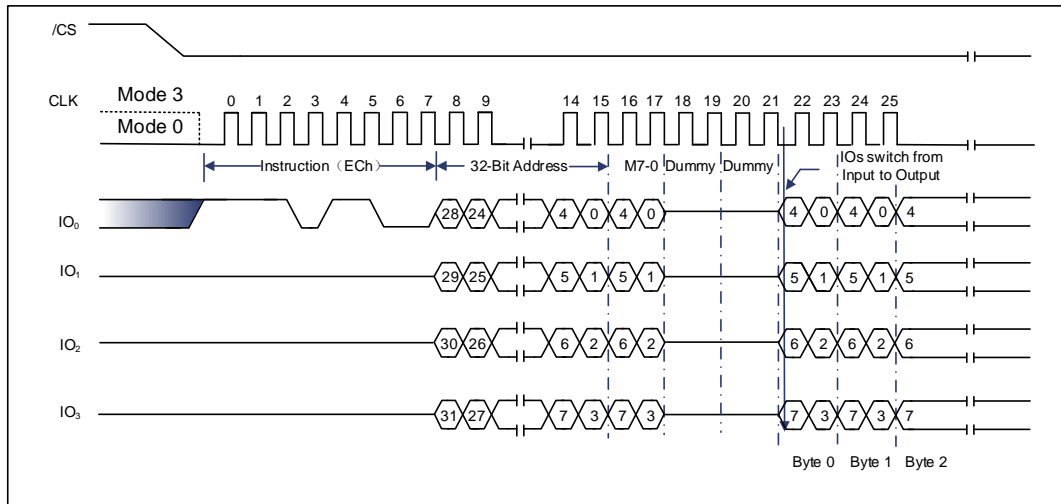 /CS
Mode 3
CLK
Mode 0
0 1 2 3 4 5 6 7 8 9 14 15 16 17 18 19 20 21 22 23 24 25
Instruction（ECh） 32-Bit Address M7-0 Dummy Dummy IOs switch from
Input to Output
IO0 28 24 4 0 4 0 4 0 4 0 4
IO1 29 25 5 1 5 1 5 1 5 1 5
IO2 30 26 6 2 6 2 6 2 6 2 6
IO3 31 27 7 3 7 3 7 3 7 3 7
Byte 0 Byte 1 Byte 2